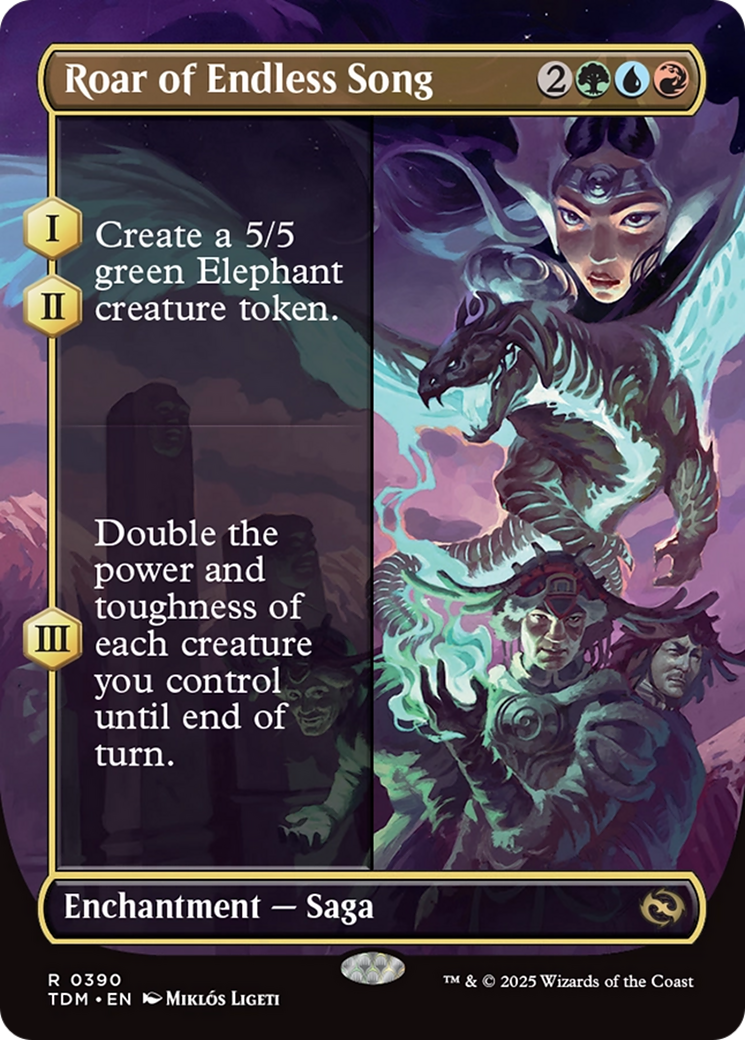 Roar of Endless Song 2
I
Create a 5/5
green Elephant
II
creature token.
Double the
power and
toughness of
III
each creature
you control
until end of
turn.
Enchantment — Saga
R 0390
TDM • EN Miklós Ligeti
™ & © 2025 Wizards of the Coast